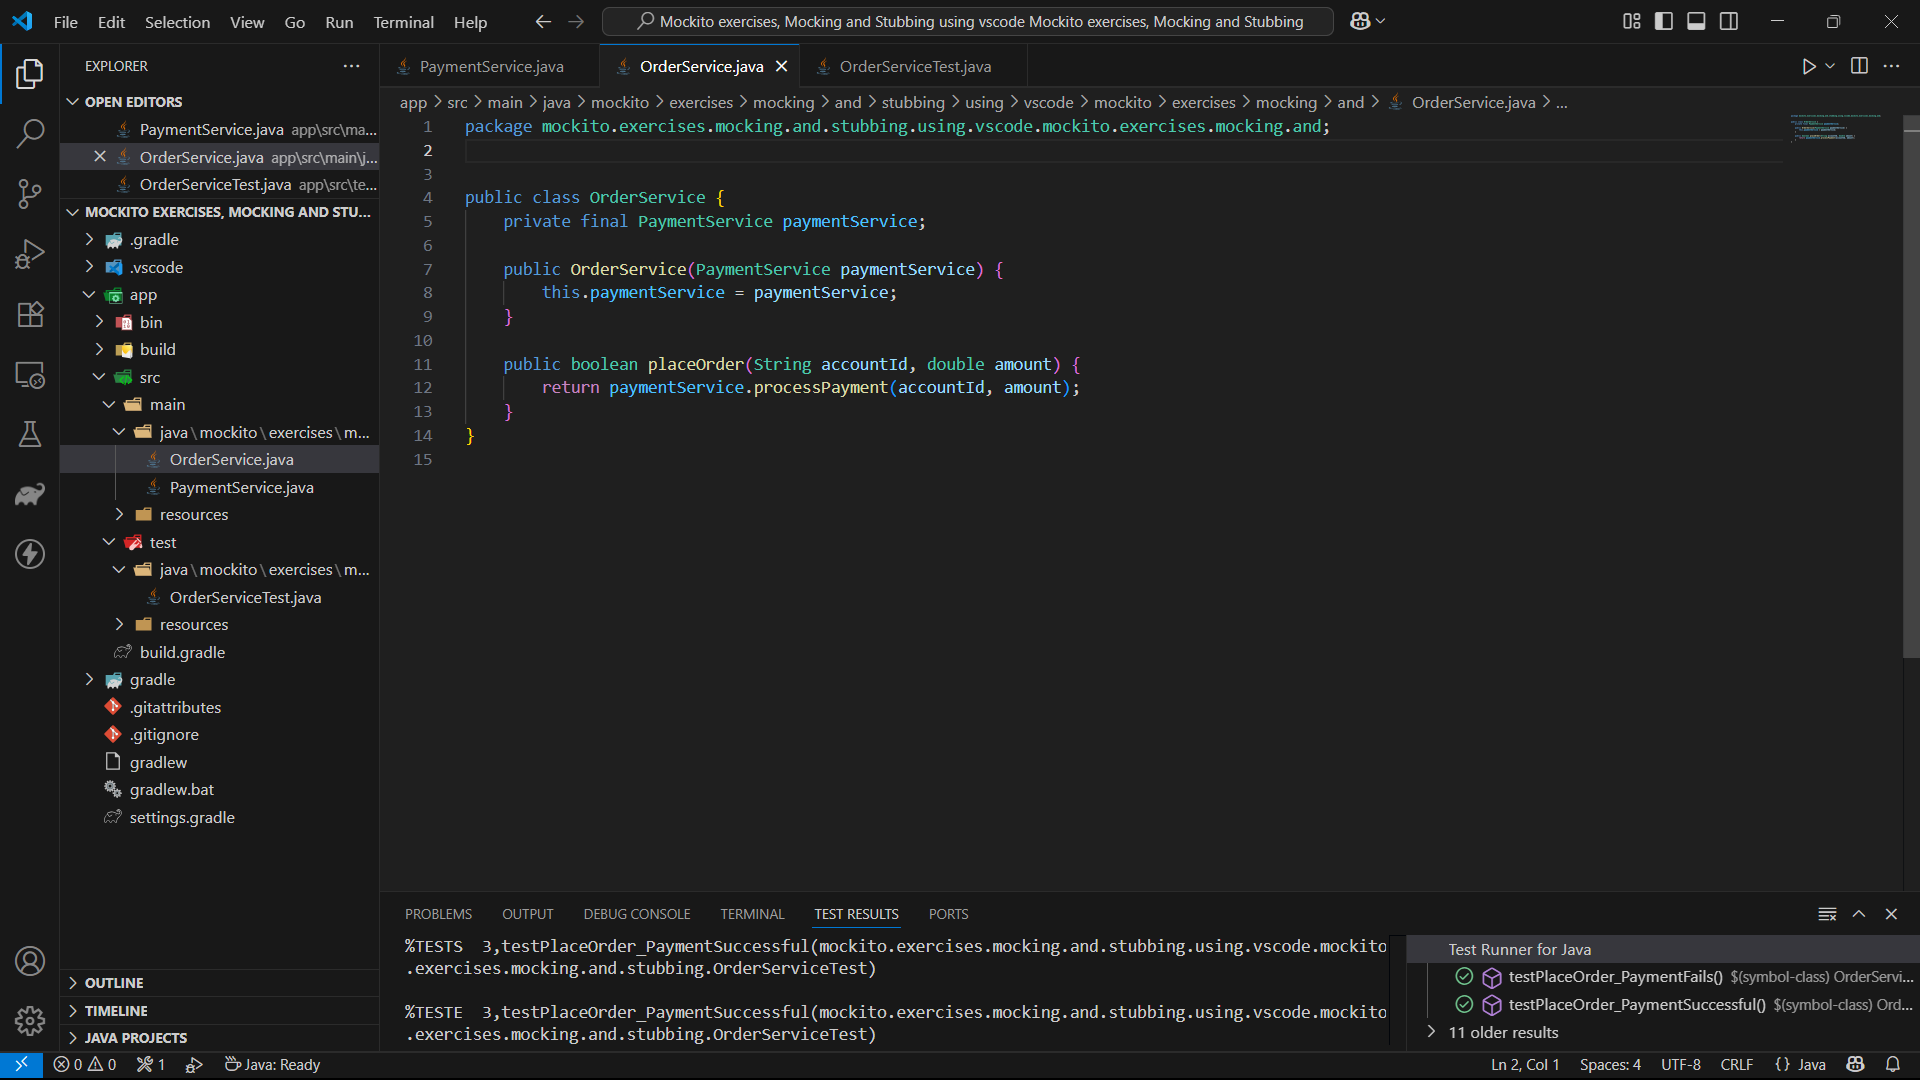 File Edit Selection View Go Run Terminal Help
Mockito exercises, Mocking and Stubbing using vscode Mockito exercises, Mocking and Stubbing
EXPLORER
OPEN EDITORS
PaymentService.java app\src\ma...
OrderService.java app\src\main\j...
OrderServiceTest.java app\src\te...
MOCKITO EXERCISES, MOCKING AND STU...
.gradle
.vscode
app
bin
build
src
main
java\mockito\exercises\m...
OrderService.java
PaymentService.java
resources
test
java\mockito\exercises\m...
OrderServiceTest.java
resources
build.gradle
gradle
.gitattributes
.gitignore
gradlew
gradlew.bat
settings.gradle
OUTLINE
TIMELINE
JAVA PROJECTS
PaymentService.java OrderService.java OrderServiceTest.java
app > src > main > java > mockito > exercises > mocking > and > stubbing > using > vscode > mockito > exercises > mocking > and > OrderService.java > ...
1 package mockito.exercises.mocking.and.stubbing.using.vscode.mockito.exercises.mocking.and;
2
3
4 public class OrderService {
5 private final PaymentService paymentService;
6
7 public OrderService(PaymentService paymentService) {
8 this.paymentService = paymentService;
9 }
10
11 public boolean placeOrder(String accountId, double amount) {
12 return paymentService.processPayment(accountId, amount);
13 }
14 }
15
PROBLEMS OUTPUT DEBUG CONSOLE TERMINAL TEST RESULTS PORTS
%TESTS 3,testPlaceOrder_PaymentSuccessful(mockito.exercises.mocking.and.stubbing.using.vscode.mockito
.exercises.mocking.and.stubbing.OrderServiceTest)
%TESTE 3,testPlaceOrder_PaymentSuccessful(mockito.exercises.mocking.and.stubbing.using.vscode.mockito
.exercises.mocking.and.stubbing.OrderServiceTest)
Test Runner for Java
testPlaceOrder_PaymentFails() $(symbol-class) OrderServi...
testPlaceOrder_PaymentSuccessful() $(symbol-class) Ord...
11 older results
0 0 1 Java: Ready
Ln 2, Col 1 Spaces: 4 UTF-8 CRLF {} Java